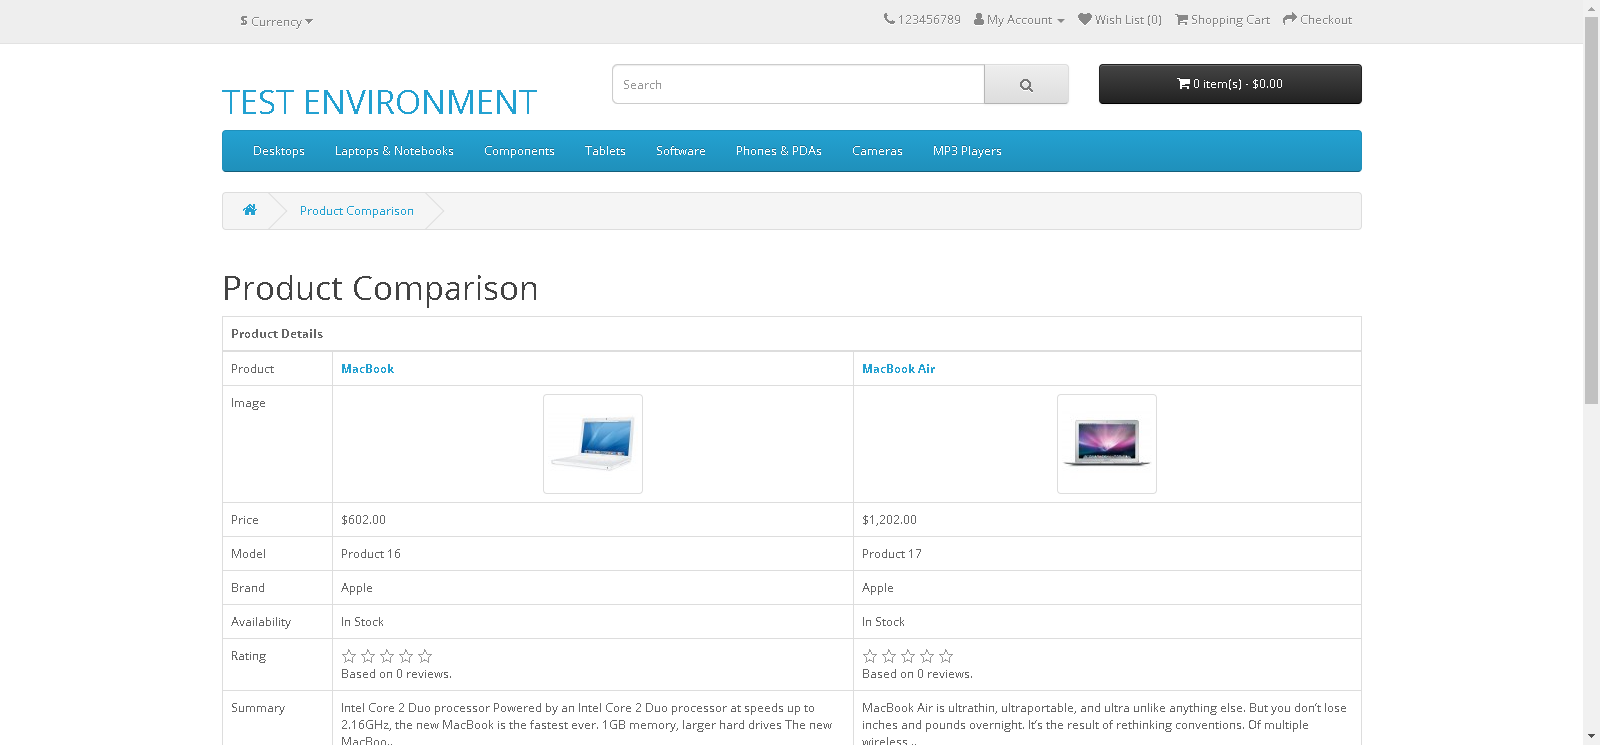 $ Currency
123456789 My Account Wish List (0) Shopping Cart Checkout
TEST ENVIRONMENT
Search
0 item(s) - $0.00
Desktops Laptops & Notebooks Components Tablets Software Phones & PDAs Cameras MP3 Players
Product Comparison
Product Comparison
Product Details
Product MacBook MacBook Air
Image
Price $602.00 $1,202.00
Model Product 16 Product 17
Brand Apple Apple
Availability In Stock In Stock
Rating
Based on 0 reviews. Based on 0 reviews.
Summary
Intel Core 2 Duo processor Powered by an Intel Core 2 Duo processor at speeds up to
2.16GHz, the new MacBook is the fastest ever. 1GB memory, larger hard drives The new
MacBoo..
MacBook Air is ultrathin, ultraportable, and ultra unlike anything else. But you don’t lose
inches and pounds overnight. It’s the result of rethinking conventions. Of multiple
wireless ..